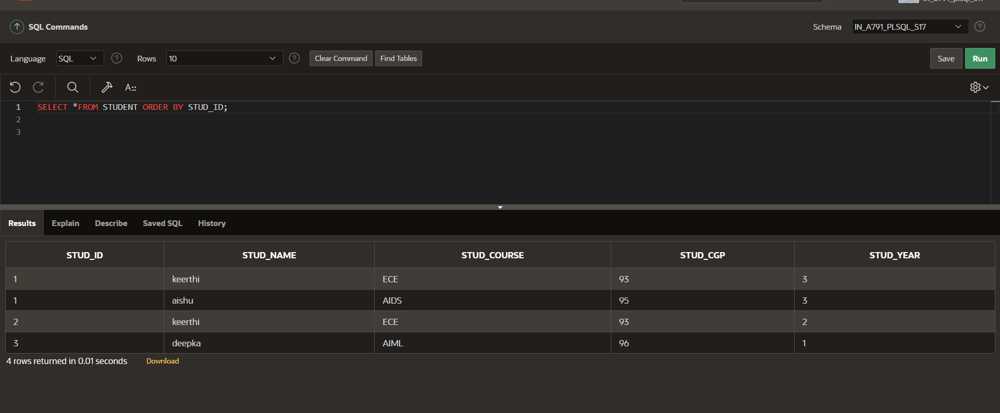 SQL Commands
Schema IN_A791_PLSQL_S17 ?
Language SQL ? Rows 10 ? Clear Command Find Tables Save Run
A::
1 SELECT *FROM STUDENT ORDER BY STUD_ID;
2
3
Results Explain Describe Saved SQL History
STUD_ID STUD_NAME STUD_COURSE STUD_CGP STUD_YEAR
1 keerthi ECE 93 3
1 aishu AIDS 95 3
2 keerthi ECE 93 2
3 deepka AIML 96 1
4 rows returned in 0.01 seconds Download